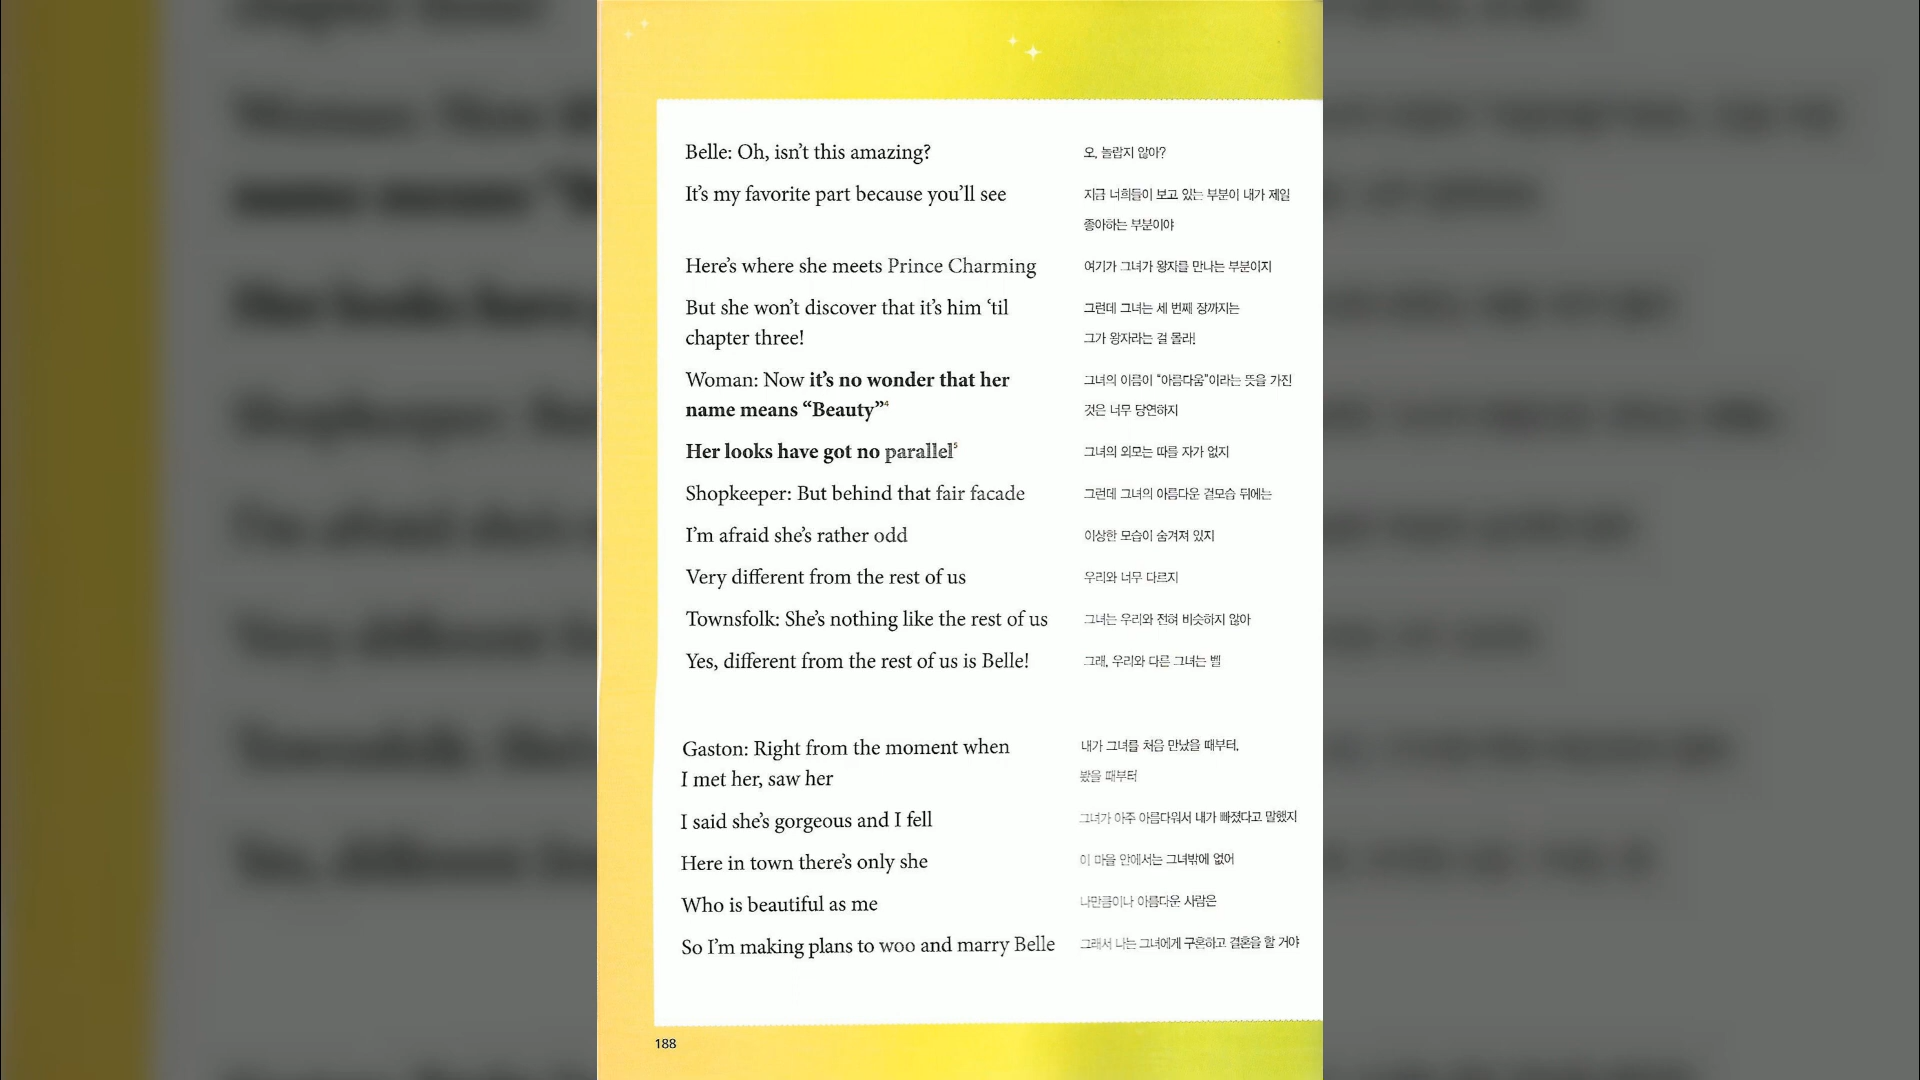 Belle: Oh, isn't this amazing?
오, 놀랍지 않아?
It's my favorite part because you'll see
지금 너희들이 보고 있는 부분이 내가 제일
좋아하는 부분이야
Here's where she meets Prince Charming
여기가 그녀가 왕자를 만나는 부분이지
But she won't discover that it's him ‘til
chapter three!
그런데 그녀는 세 번째 장까지는
그가 왕자라는 걸 몰라!
Woman: Now it's no wonder that her
name means “Beauty”4
그녀의 이름이 “아름다움”이라는 뜻을 가진
것은 너무 당연하지
Her looks have got no parallel5
그녀의 외모는 따를 자가 없지
Shopkeeper: But behind that fair facade
그런데 그녀의 아름다운 겉모습 뒤에는
I'm afraid she's rather odd
이상한 모습이 숨겨져 있지
Very different from the rest of us
우리와 너무 다르지
Townsfolk: She's nothing like the rest of us
그녀는 우리와 전혀 비슷하지 않아
Yes, different from the rest of us is Belle!
그래, 우리와 다른 그녀는 벨
Gaston: Right from the moment when
I met her, saw her
내가 그녀를 처음 만났을 때부터,
봤을 때부터
I said she's gorgeous and I fell
그녀가 아주 아름다워서 내가 빠졌다고 말했지
Here in town there's only she
이 마을 안에서는 그녀밖에 없어
Who is beautiful as me
나만큼이나 아름다운 사람은
So I'm making plans to woo and marry Belle
그래서 나는 그녀에게 구혼하고 결혼을 할 거야
188